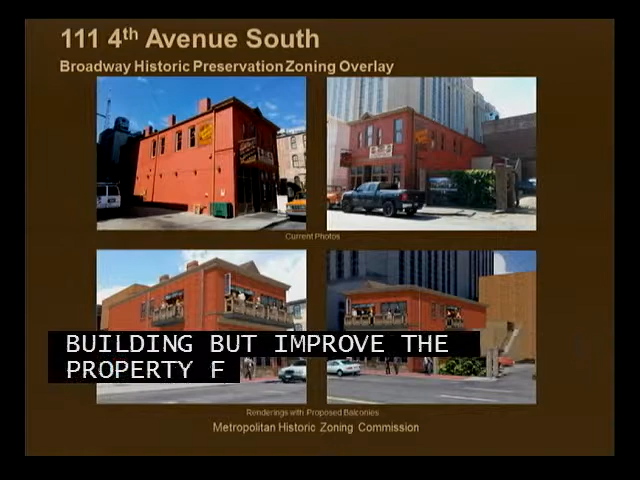 111 4th Avenue South
Broadway Historic Preservation Zoning Overlay
Current Photos
BUILDING BUT IMPROVE THE
PROPERTY F
Renderings with Proposed Balconies
Metropolitan Historic Zoning Commission